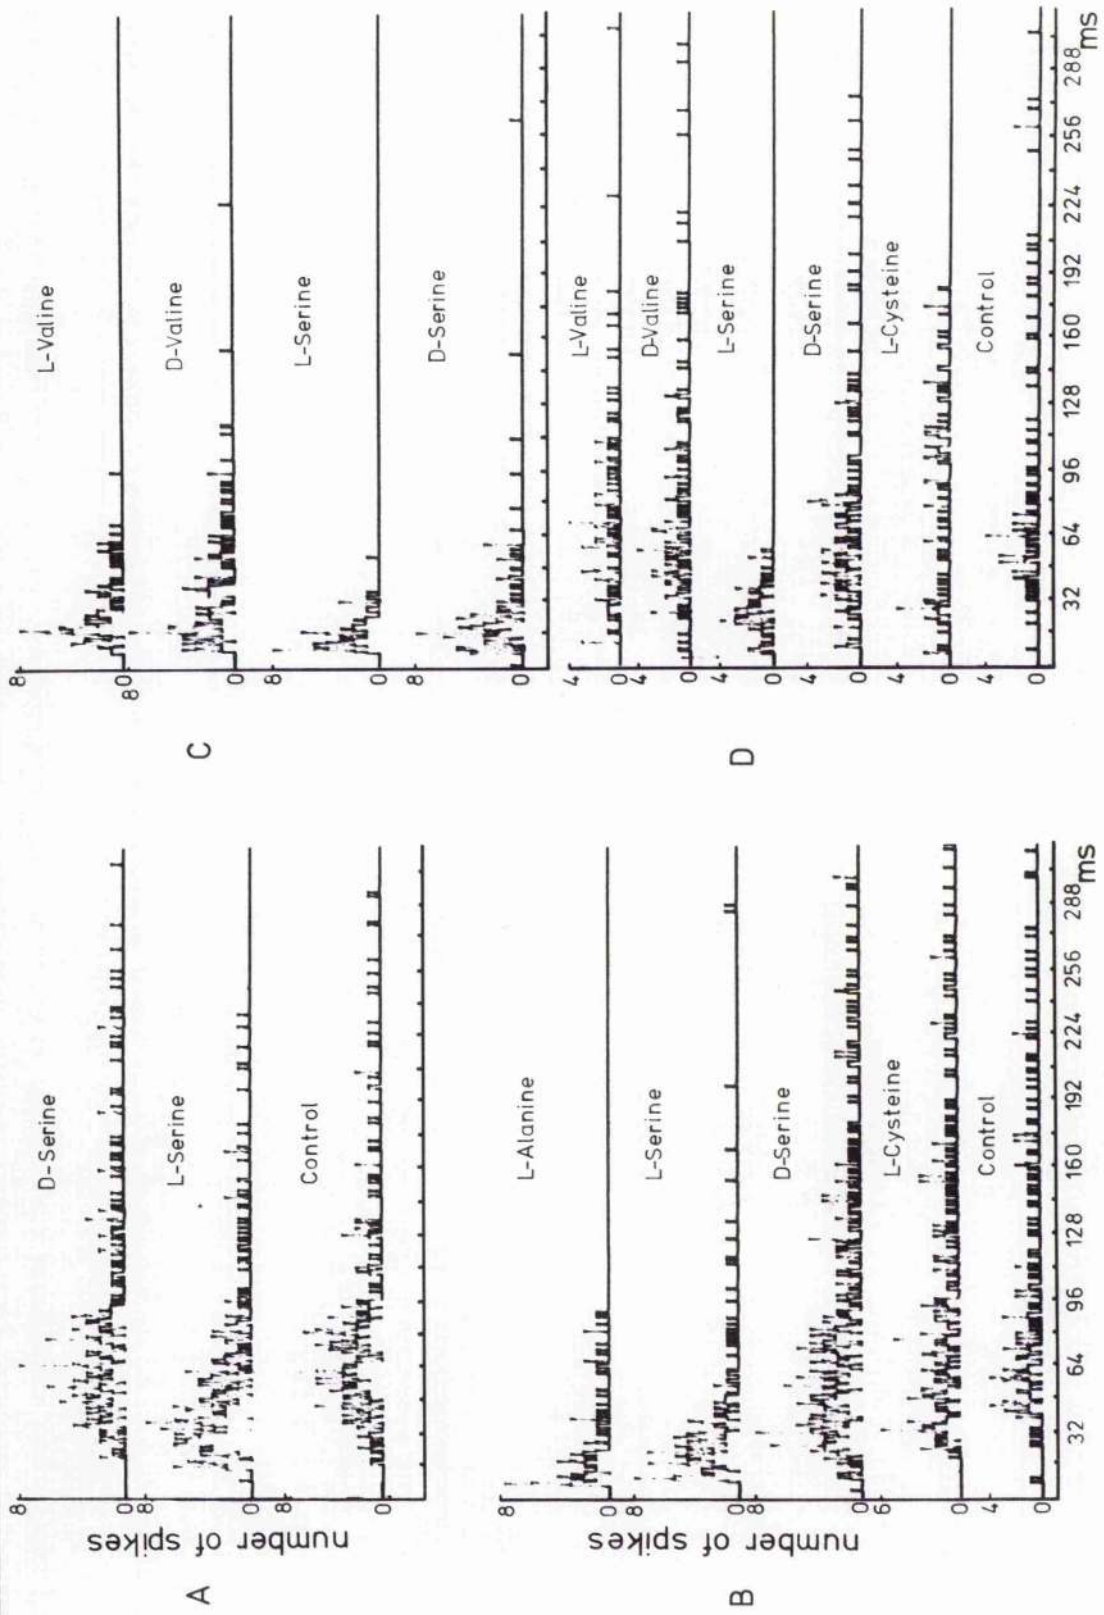 A
number of spikes
8
D-Serine
0
8
L-Serine
0
8
Control
0
B
number of spikes
8
L-Alanine
0
8
L-Serine
0
8
D-Serine
0
6
L-Cysteine
0
4
Control
0
32 64 96 128 160 192 224 256 288 ms
C
8
L-Valine
0
8
D-Valine
0
8
L-Serine
0
8
D-Serine
0
D
4
L-Valine
0
4
D-Valine
0
4
L-Serine
0
4
D-Serine
0
4
L-Cysteine
0
4
Control
0
32 64 96 128 160 192 224 256 288 ms